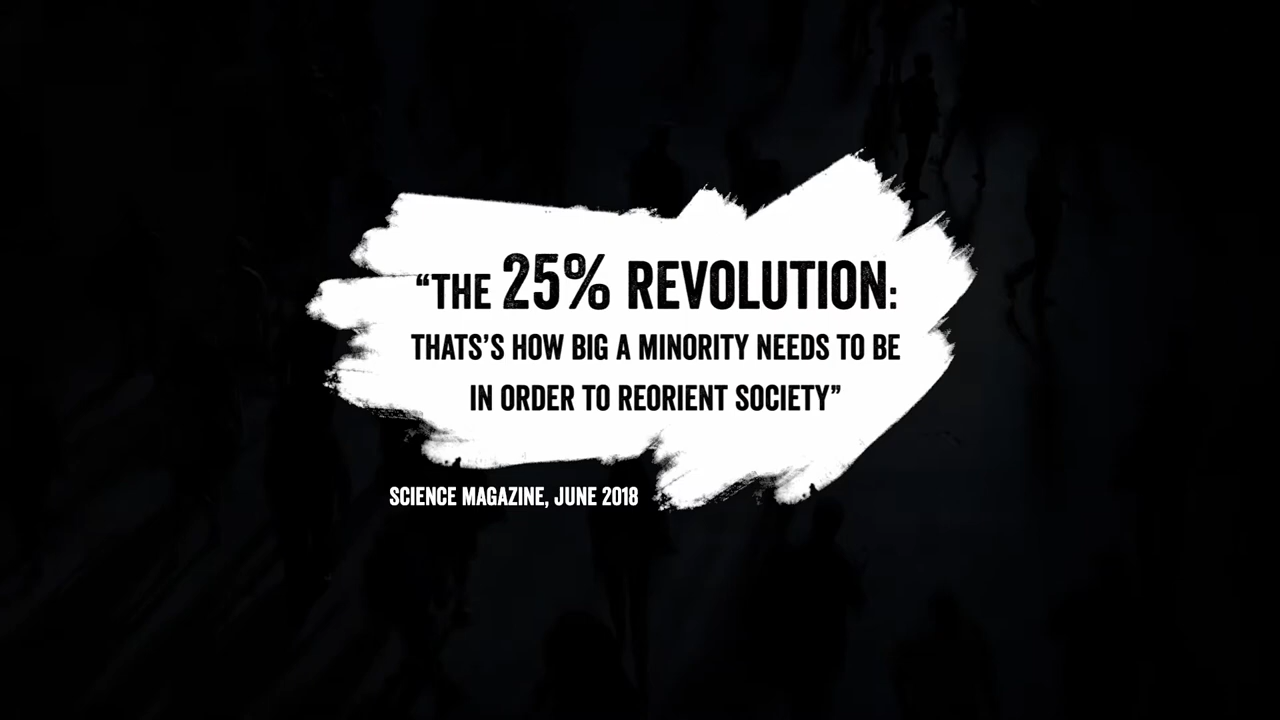 “THE 25% REVOLUTION:
THATS’S HOW BIG A MINORITY NEEDS TO BE
IN ORDER TO REORIENT SOCIETY”
SCIENCE MAGAZINE, JUNE 2018